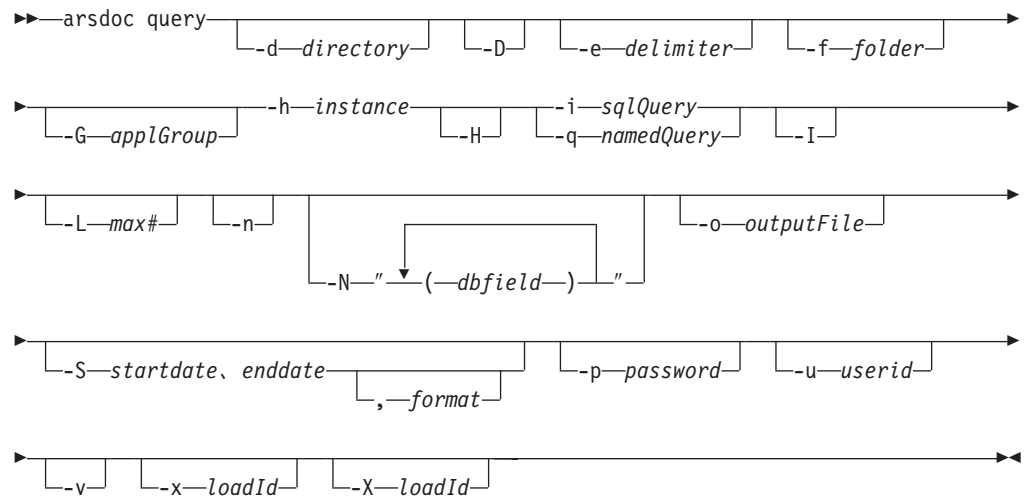 arsdoc query -d directory -D -e delimiter -f folder
-G applGroup -h instance -H -i sqlQuery
-q namedQuery -I
-L max# -n -N " ( dbfield ) " -o outputFile
-S startdate、enddate , format -p password -u userid
-v -x loadId -X loadId